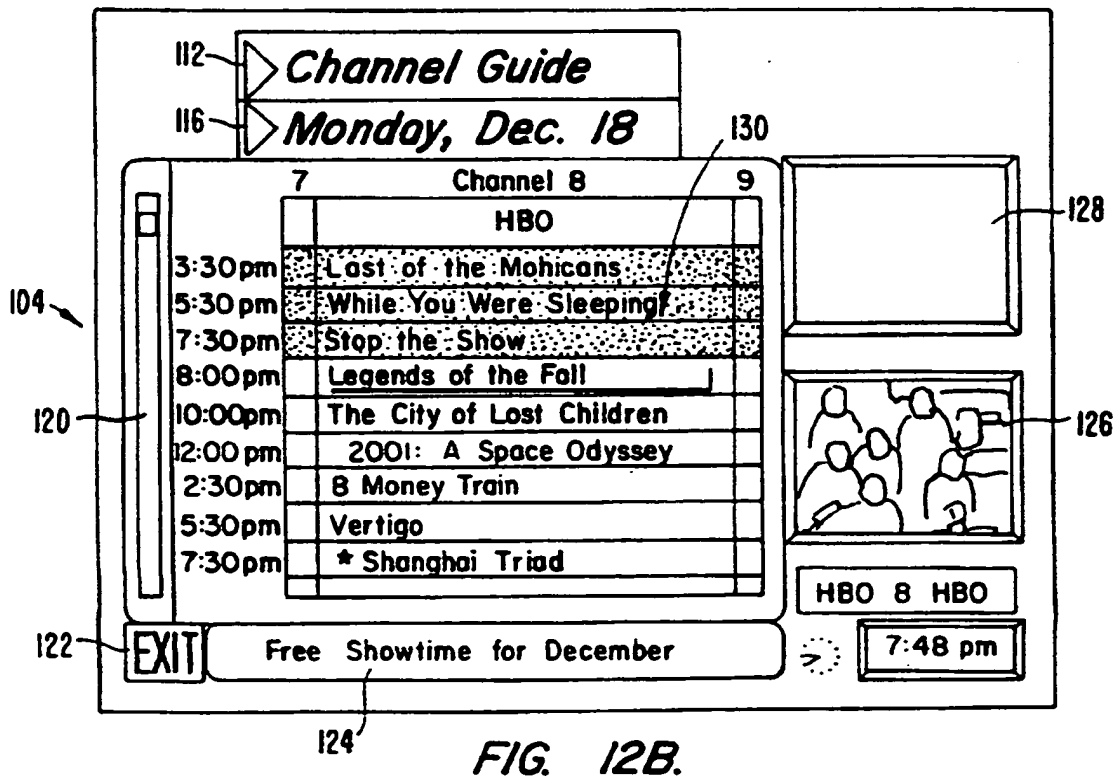 112 Channel Guide
116 Monday, Dec. 18
130
7 Channel 8 9
HBO
128
3:30pm Last of the Mohicans
104
5:30pm While You Were Sleeping
7:30pm Stop the Show
8:00pm Legends of the Fall
120
10:00pm The City of Lost Children
126
12:00 pm 2001: A Space Odyssey
2:30pm 8 Money Train
5:30pm Vertigo
7:30pm * Shanghai Triad
HBO 8 HBO
122 EXIT Free Showtime for December 7:48 pm
124
FIG. 12B.